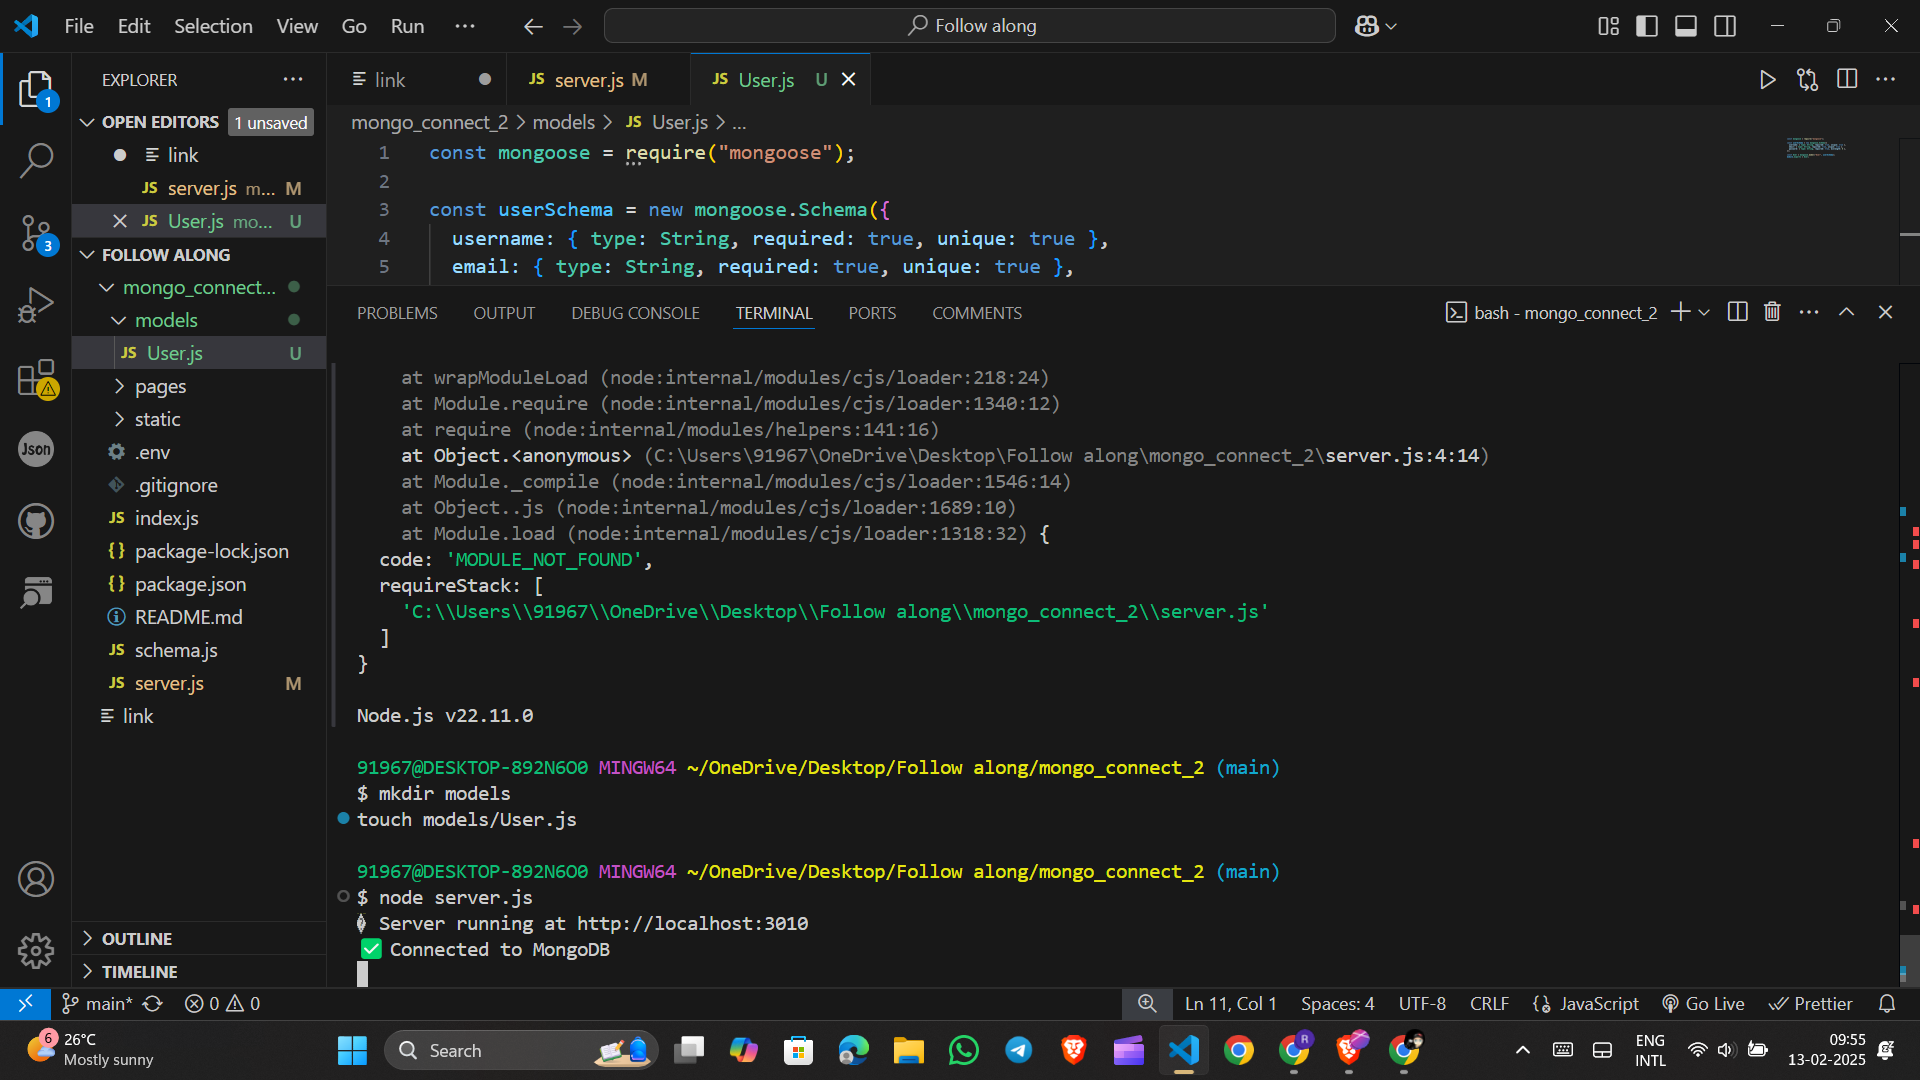 File Edit Selection View Go Run ··· Follow along
EXPLORER ···
OPEN EDITORS 1 unsaved
link
JS server.js m... M
JS User.js mo... U
FOLLOW ALONG
mongo_connect...
models
JS User.js U
pages
static
.env
.gitignore
JS index.js
{} package-lock.json
{} package.json
README.md
JS schema.js
JS server.js M
link
OUTLINE
TIMELINE
1
3
Json
link JS server.js M JS User.js U
mongo_connect_2 > models > JS User.js > ...
1 const mongoose = require("mongoose");
2
3 const userSchema = new mongoose.Schema({
4 username: { type: String, required: true, unique: true },
5 email: { type: String, required: true, unique: true },
PROBLEMS OUTPUT DEBUG CONSOLE TERMINAL PORTS COMMENTS bash - mongo_connect_2
at wrapModuleLoad (node:internal/modules/cjs/loader:218:24)
at Module.require (node:internal/modules/cjs/loader:1340:12)
at require (node:internal/modules/helpers:141:16)
at Object.<anonymous> (C:\Users\91967\OneDrive\Desktop\Follow along\mongo_connect_2\server.js:4:14)
at Module._compile (node:internal/modules/cjs/loader:1546:14)
at Object..js (node:internal/modules/cjs/loader:1689:10)
at Module.load (node:internal/modules/cjs/loader:1318:32) {
code: 'MODULE_NOT_FOUND',
requireStack: [
'C:\\Users\\91967\\OneDrive\\Desktop\\Follow along\\mongo_connect_2\\server.js'
]
}
Node.js v22.11.0
91967@DESKTOP-892N6O0 MINGW64 ~/OneDrive/Desktop/Follow along/mongo_connect_2 (main)
$ mkdir models
touch models/User.js
91967@DESKTOP-892N6O0 MINGW64 ~/OneDrive/Desktop/Follow along/mongo_connect_2 (main)
$ node server.js
Server running at http://localhost:3010
✅ Connected to MongoDB
main* 0 0 Ln 11, Col 1 Spaces: 4 UTF-8 CRLF {} JavaScript Go Live Prettier
6 26°C
Mostly sunny
Search
ENG
INTL
09:55
13-02-2025